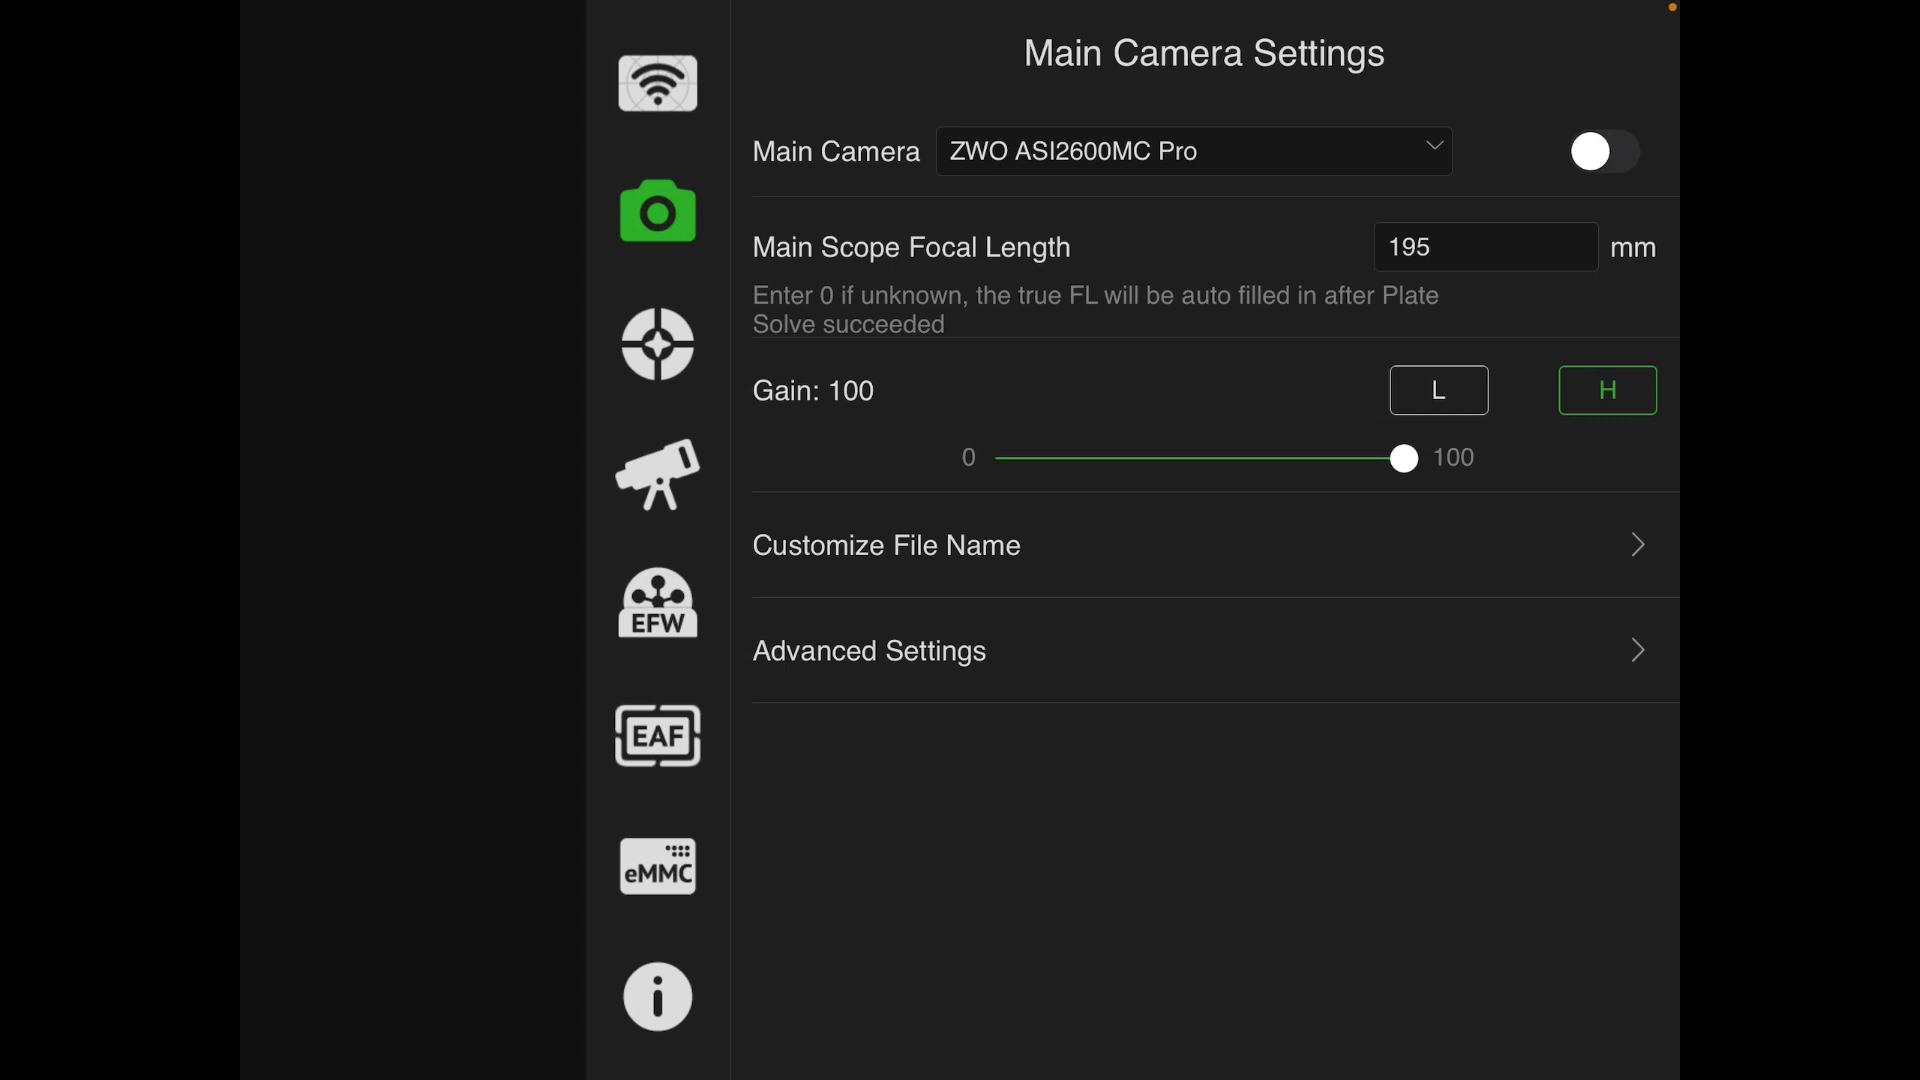 Main Camera Settings
Main Camera ZWO ASI2600MC Pro
Main Scope Focal Length 195 mm
Enter 0 if unknown, the true FL will be auto filled in after Plate
Solve succeeded
Gain: 100 L H
0 100
Customize File Name
EFW
Advanced Settings
EAF
eMMC
i